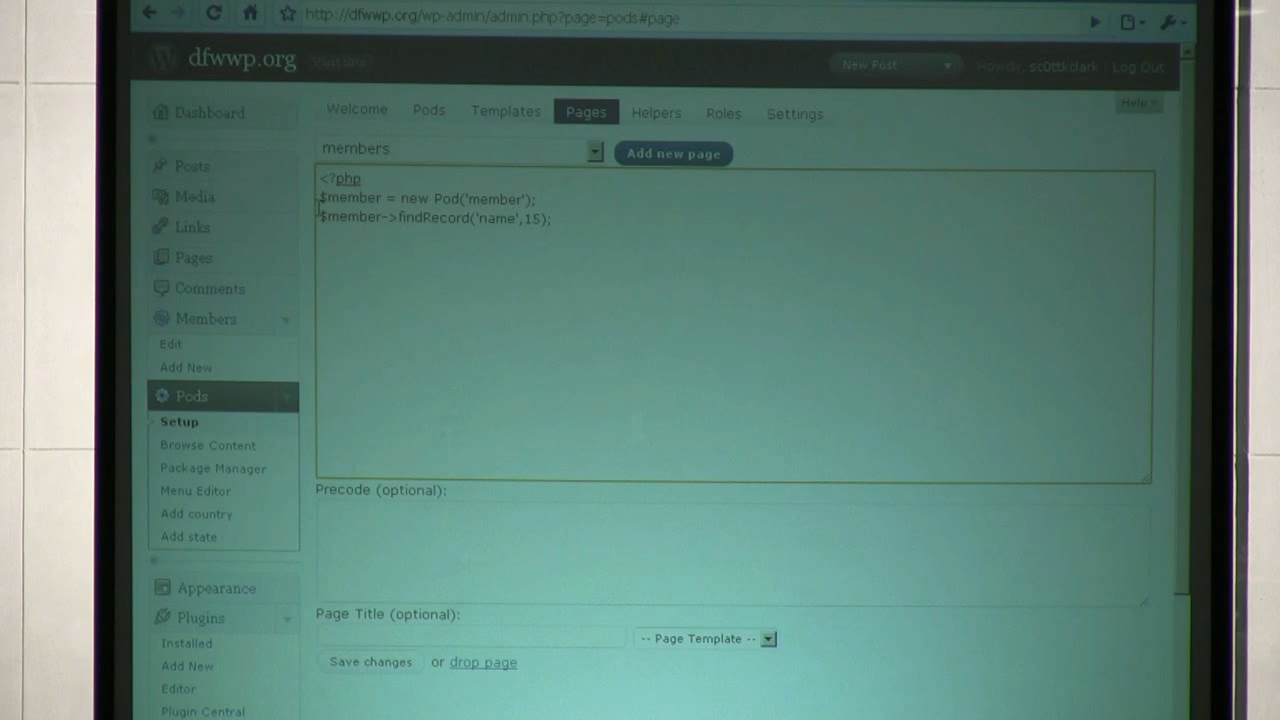 http://dfwwp.org/wp-admin/admin.php?page=pods#page
dfwwp.org Visit Site New Post Howdy, sc0ttkclark | Log Out
Help
Dashboard
Posts
Media
Links
Pages
Comments
Members
Edit
Add New
Pods
Setup
Browse Content
Package Manager
Menu Editor
Add country
Add state
Appearance
Plugins
Installed
Add New
Editor
Plugin Central
Welcome Pods Templates Pages Helpers Roles Settings
members Add new page
<?php
$member = new Pod('member');
$member->findRecord('name',15);
Precode (optional):
Page Title (optional):
-- Page Template --
Save changes or drop page